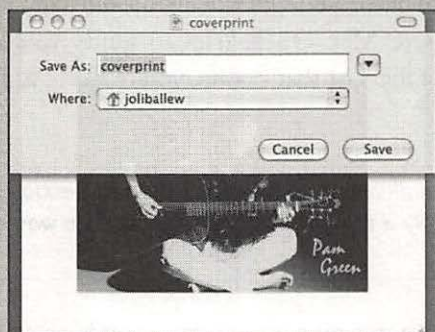 coverprint
Save As: coverprint
Where: joliballew
Cancel Save
Pam
Green